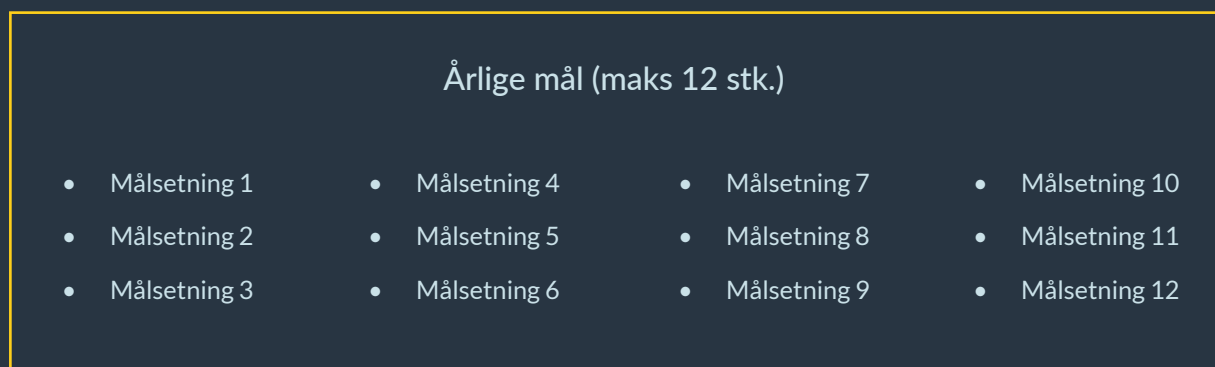 Årlige mål (maks 12 stk.)
• Målsetning 1
• Målsetning 2
• Målsetning 3
• Målsetning 4
• Målsetning 5
• Målsetning 6
• Målsetning 7
• Målsetning 8
• Målsetning 9
• Målsetning 10
• Målsetning 11
• Målsetning 12